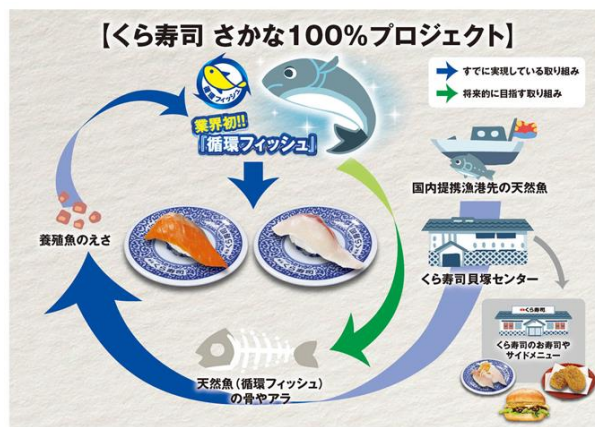 【くら寿司 さかな100%プロジェクト】
すでに実現している取り組み
将来的に目指す取り組み
循環フィッシュ
業界初!!
『循環フィッシュ』
国内提携漁港先の天然魚
養殖魚のえさ
くら寿司貝塚センター
くら寿司
くら寿司のお寿司や
サイドメニュー
天然魚（循環フィッシュ）
の骨やアラ